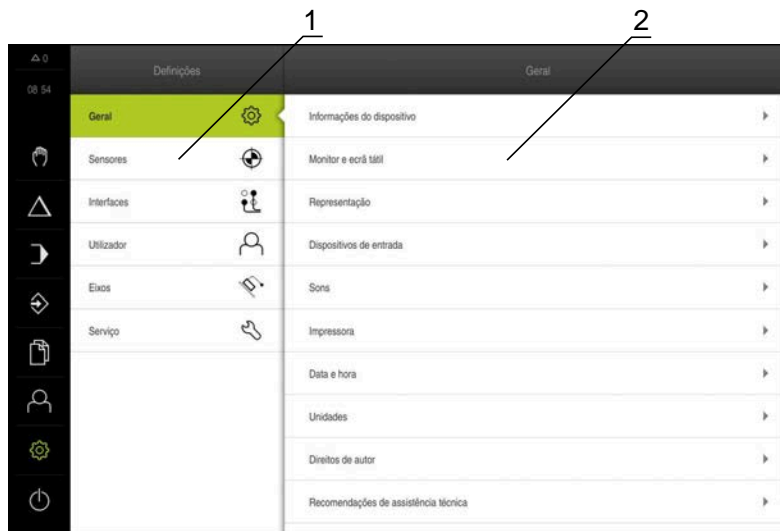 1
2
0
08 54
Definições
Geral
Geral
Sensores
Interfaces
Utilizador
Eixos
Serviço
Informações do dispositivo
Monitor e ecrã tátil
Representação
Dispositivos de entrada
Sons
Impressora
Data e hora
Unidades
Direitos de autor
Recomendações de assistência técnica